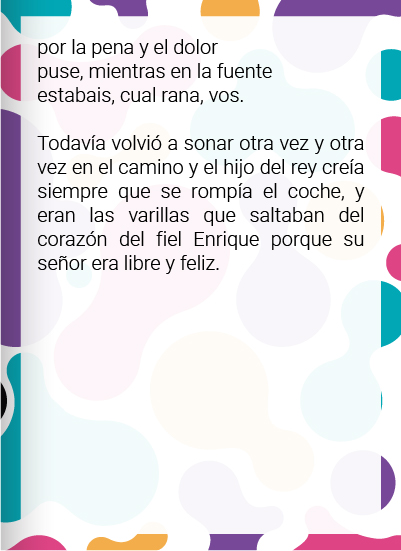 por la pena y el dolor
puse, mientras en la fuente
estabais, cual rana, vos.
Todavía volvió a sonar otra vez y otra
vez en el camino y el hijo del rey creía
siempre que se rompía el coche, y
eran las varillas que saltaban del
corazón del fiel Enrique porque su
señor era libre y feliz.